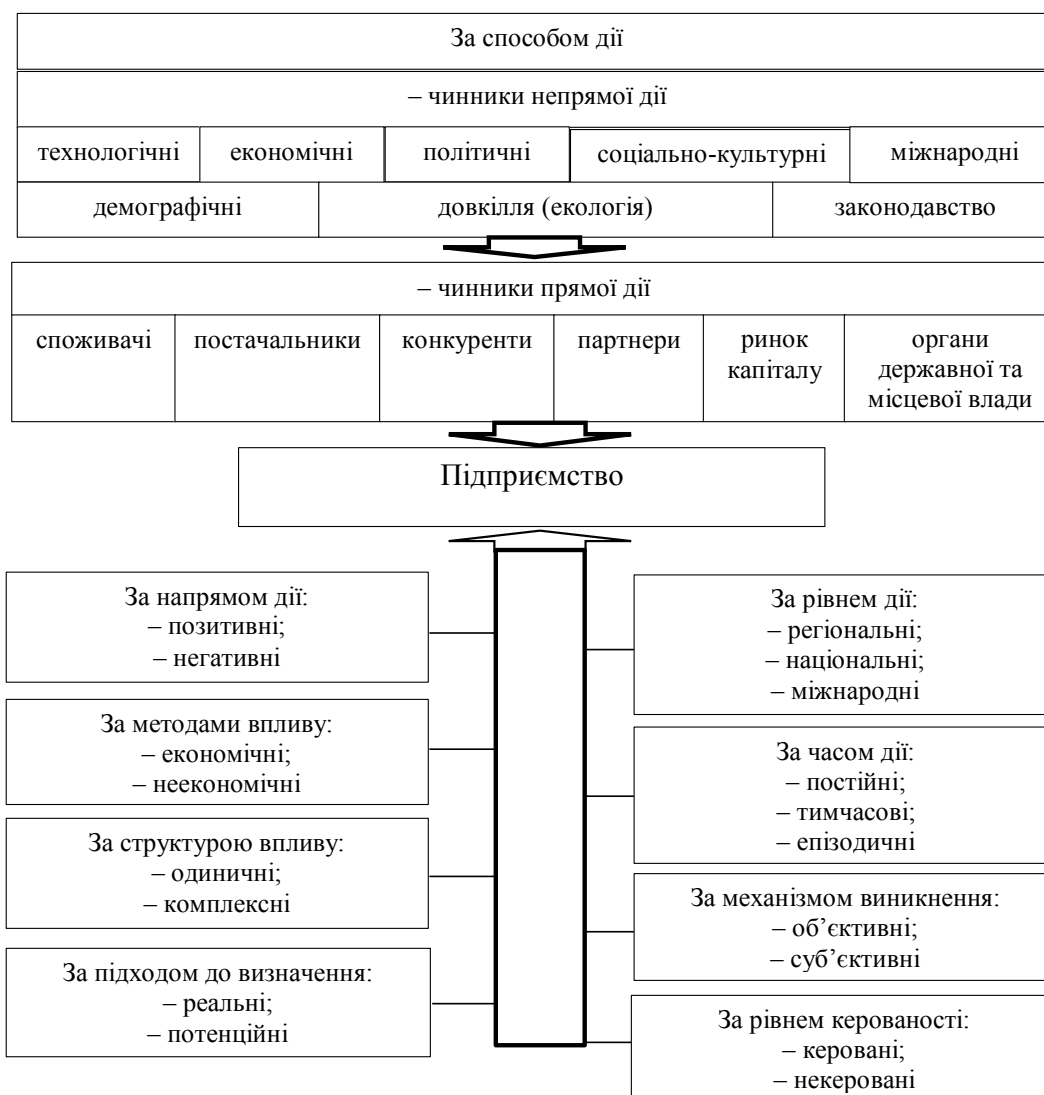 За способом дії
– чинники непрямої дії
технологічні економічні політичні соціально-культурні міжнародні
демографічні довкілля (екологія) законодавство
– чинники прямої дії
споживачі постачальники конкуренти партнери ринок капіталу органи державної та місцевої влади
Підприємство
За напрямом дії:
– позитивні;
– негативні
За методами впливу:
– економічні;
– неекономічні
За структурою впливу:
– одиничні;
– комплексні
За підходом до визначення:
– реальні;
– потенційні
За рівнем дії:
– регіональні;
– національні;
– міжнародні
За часом дії:
– постійні;
– тимчасові;
– епізодичні
За механізмом виникнення:
– об’єктивні;
– суб’єктивні
За рівнем керованості:
– керовані;
– некеровані